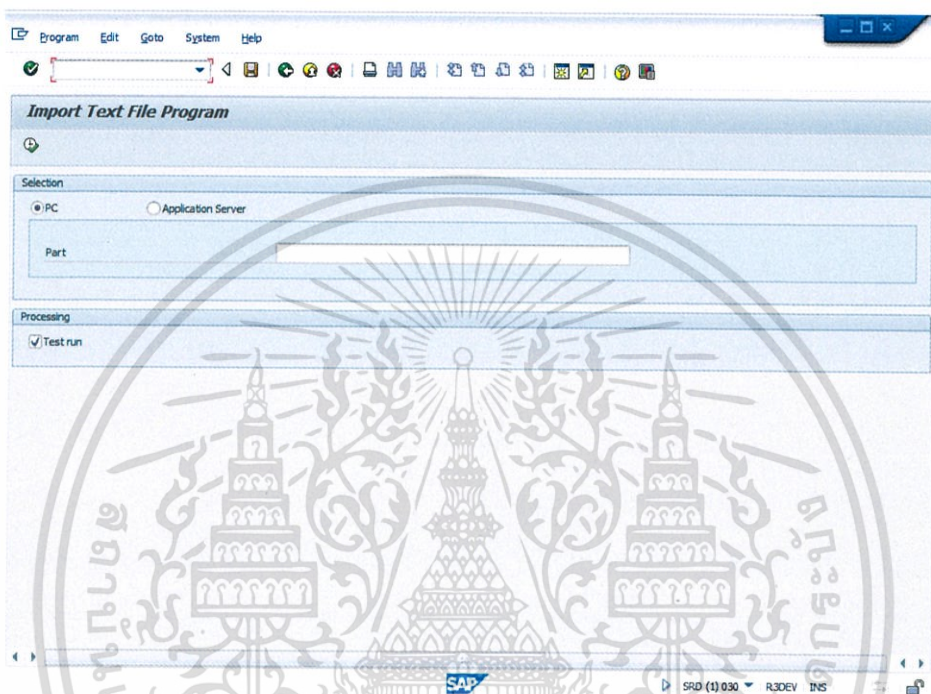 Program Edit Goto System Help
Import Text File Program
Selection
PC Application Server
Part
Processing
Test run
SAP
SRD (1) 030 R3DEV INS